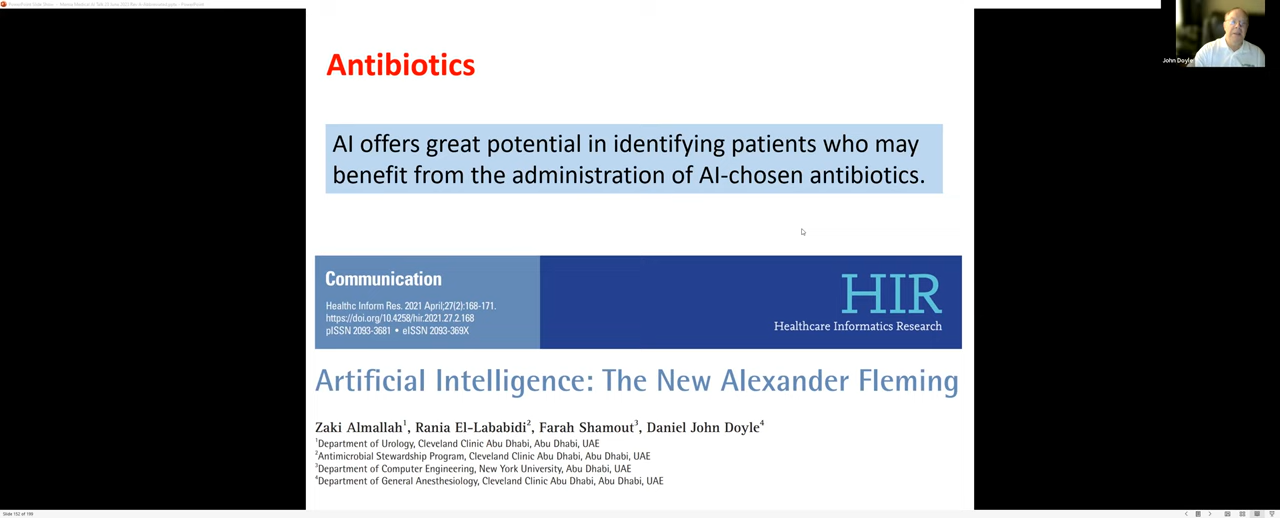 John Doyle
Antibiotics
AI offers great potential in identifying patients who may
benefit from the administration of AI-chosen antibiotics.
Communication
Healthc Inform Res. 2021 April;27(2):168-171.
https://doi.org/10.4258/hir.2021.27.2.168
pISSN 2093-3681 • eISSN 2093-369X
HIR
Healthcare Informatics Research
Artificial Intelligence: The New Alexander Fleming
Zaki Almallah1, Rania El-Lababidi2, Farah Shamout3, Daniel John Doyle4
1Department of Urology, Cleveland Clinic Abu Dhabi, Abu Dhabi, UAE
2Antimicrobial Stewardship Program, Cleveland Clinic Abu Dhabi, Abu Dhabi, UAE
3Department of Computer Engineering, New York University, Abu Dhabi, UAE
4Department of General Anesthesiology, Cleveland Clinic Abu Dhabi, Abu Dhabi, UAE
Slide 152 of 199